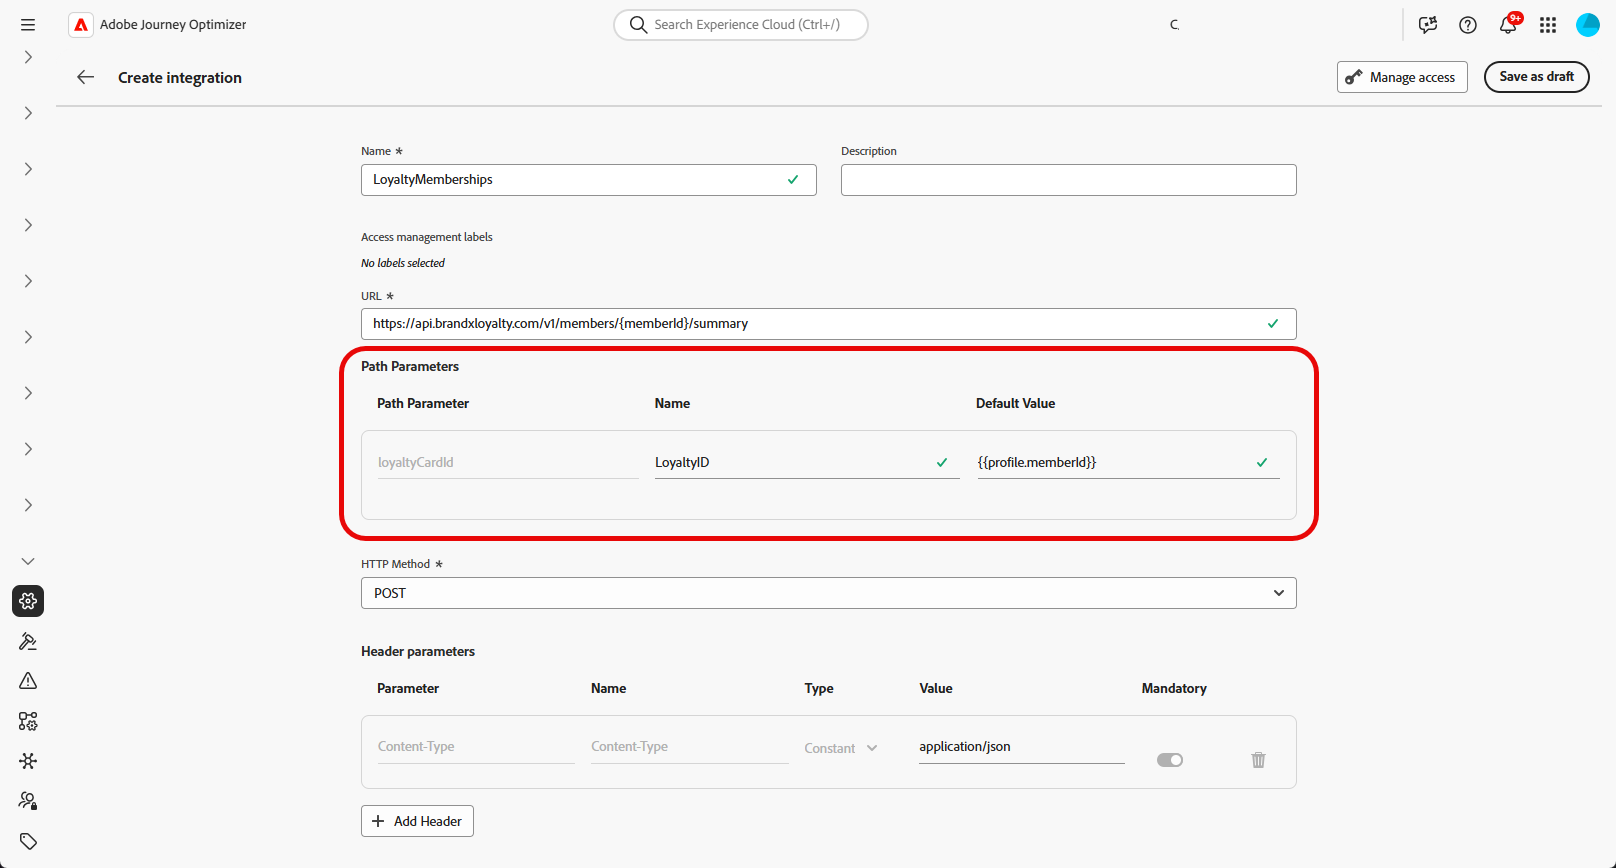 Adobe Journey Optimizer
Search Experience Cloud (Ctrl+/)
C.
9+
Create integration
Manage access
Save as draft
Name *
Description
LoyaltyMemberships
Access management labels
No labels selected
URL *
https://api.brandxloyalty.com/v1/members/{memberId}/summary
Path Parameters
Path Parameter Name Default Value
loyaltyCardId LoyaltyID {{profile.memberId}}
HTTP Method *
POST
Header parameters
Parameter Name Type Value Mandatory
Content-Type Content-Type Constant application/json
Add Header